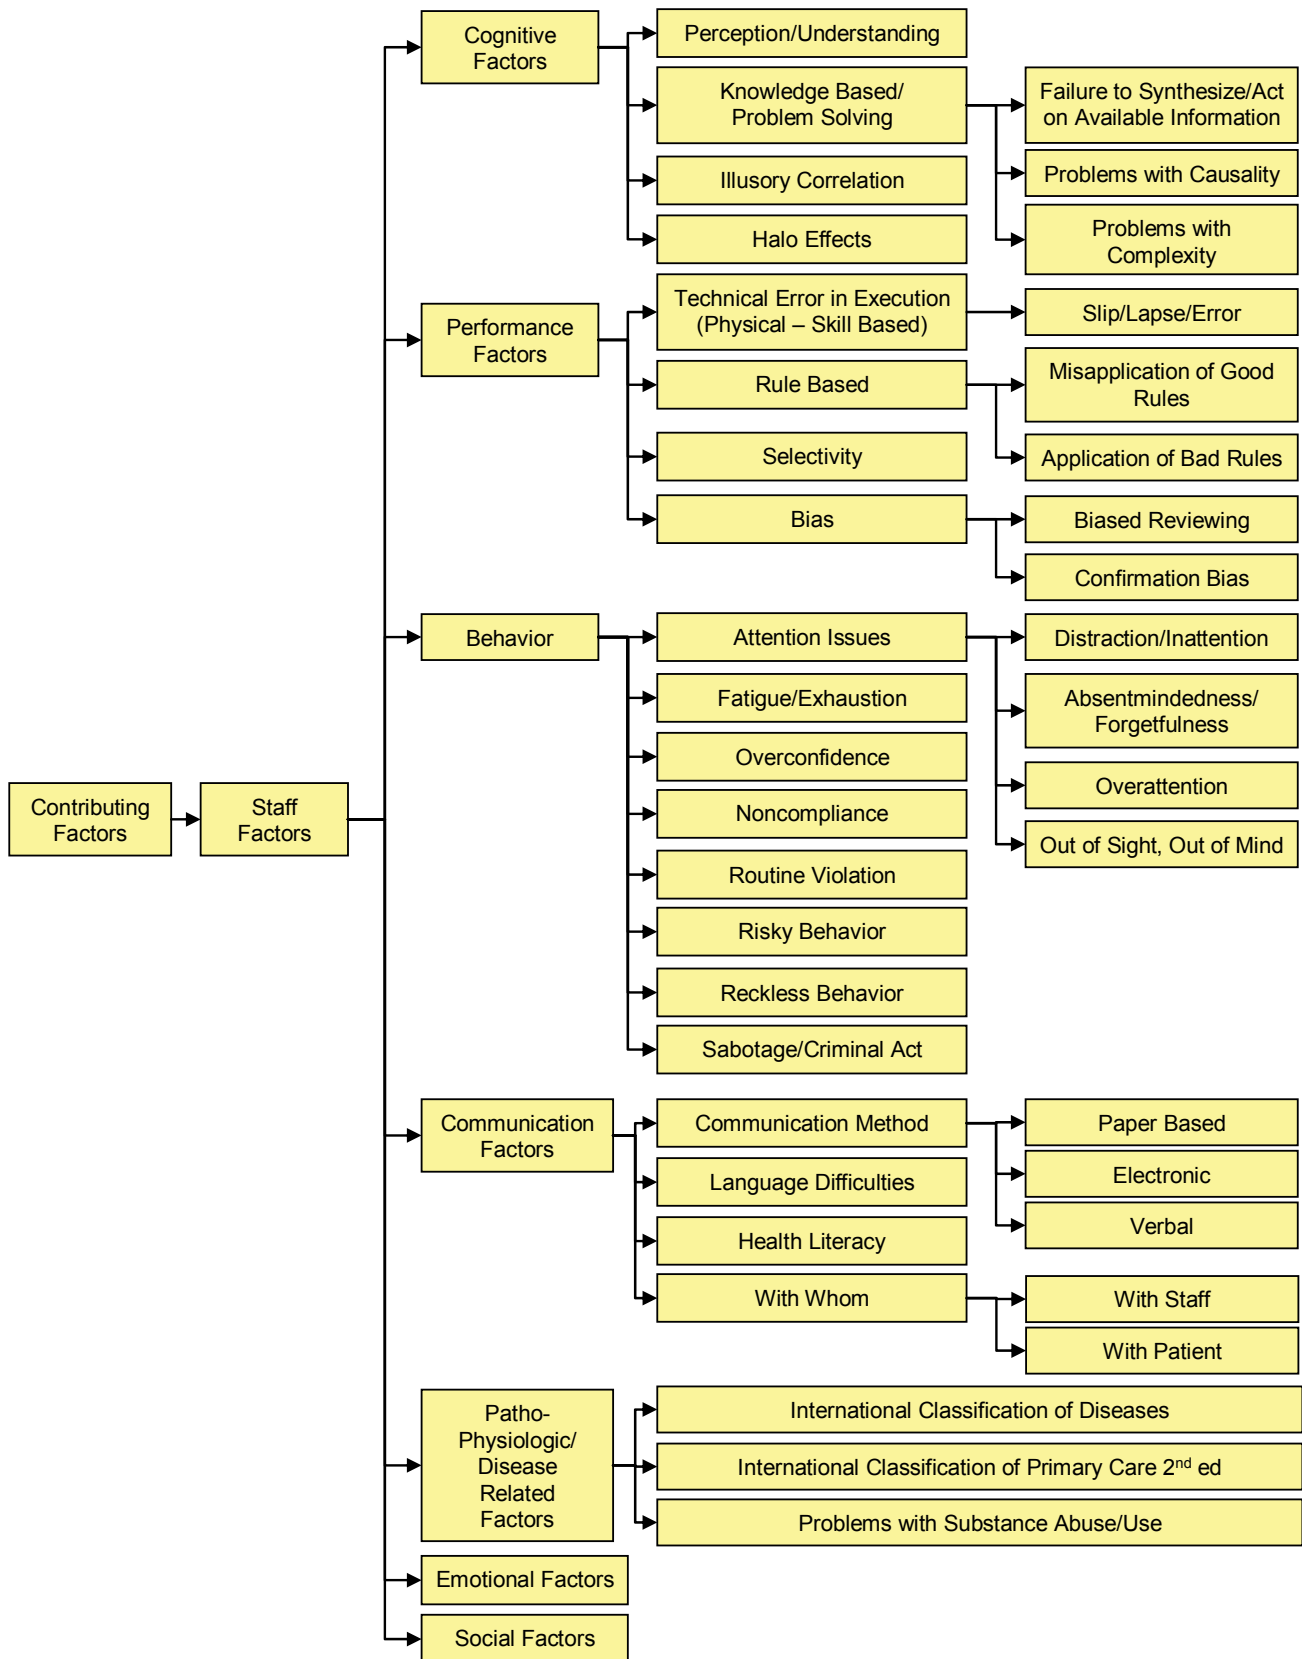 Cognitive
Factors
Perception/Understanding
Knowledge Based/
Problem Solving
Failure to Synthesize/Act
on Available Information
Problems with Causality
Problems with
Complexity
Illusory Correlation
Halo Effects
Performance
Factors
Technical Error in Execution
(Physical – Skill Based)
Slip/Lapse/Error
Rule Based
Misapplication of Good
Rules
Application of Bad Rules
Selectivity
Bias
Biased Reviewing
Confirmation Bias
Behavior
Attention Issues
Distraction/Inattention
Absentmindedness/
Forgetfulness
Overattention
Out of Sight, Out of Mind
Fatigue/Exhaustion
Overconfidence
Noncompliance
Routine Violation
Risky Behavior
Reckless Behavior
Sabotage/Criminal Act
Contributing
Factors
Staff
Factors
Communication
Factors
Communication Method
Paper Based
Electronic
Verbal
Language Difficulties
Health Literacy
With Whom
With Staff
With Patient
Patho-
Physiologic/
Disease
Related
Factors
International Classification of Diseases
International Classification of Primary Care 2nd ed
Problems with Substance Abuse/Use
Emotional Factors
Social Factors